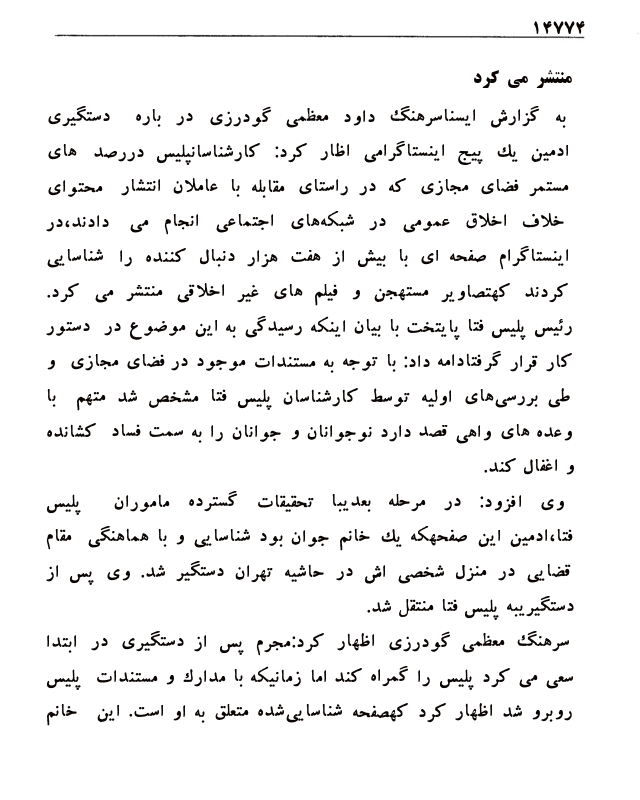 ۱۴۷۷۴
منتشر می کرد
به گزارش ایسناسرهنگ داود معظمی گودرزی در باره دستگیری
ادمین یك پیج اینستاگرامی اظار کرد: کارشناسانپلیس دررصد های
مستمر فضای مجازی که در راستای مقابله با عاملان انتشار محتوای
خلاف اخلاق عمومی در شبکه‌های اجتماعی انجام می دادند،در
اینستاگرام صفحه ای با بیش از هفت هزار دنبال کننده را شناسایی
کردند کهتصاویر مستهجن و فیلم های غیر اخلاقی منتشر می کرد.
رئیس پلیس فتا پایتخت با بیان اینکه رسیدگی به این موضوع در دستور
کار قرار گرفتادامه داد: با توجه به مستندات موجود در فضای مجازی و
طی بررسی‌های اولیه توسط کارشناسان پلیس فتا مشخص شد متهم با
وعده های واهی قصد دارد نوجوانان و جوانان را به سمت فساد کشانده
و اغفال کند.
وی افزود: در مرحله بعدیبا تحقیقات گسترده ماموران پلیس
فتا،ادمین این صفحهکه یك خانم جوان بود شناسایی و با هماهنگی مقام
قضایی در منزل شخصی اش در حاشیه تهران دستگیر شد. وی پس از
دستگیریبه پلیس فتا منتقل شد.
سرهنگ معظمی گودرزی اظهار کرد:مجرم پس از دستگیری در ابتدا
سعی می کرد پلیس را گمراه کند اما زمانیکه با مدارك و مستندات پلیس
روبرو شد اظهار کرد کهصفحه شناسایی‌شده متعلق به او است. این خانم